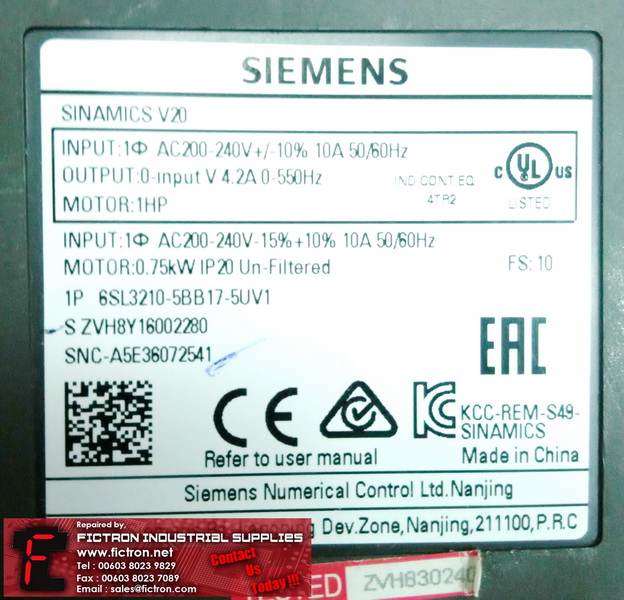 SIEMENS
SINAMICS V20
INPUT:1Φ AC200-240V+/-10% 10A 50/60Hz
OUTPUT:0-input V 4.2A 0-550Hz
MOTOR:1HP
IND.CONT.EQ.
4TR2
C UL US
LISTED
INPUT:1Φ AC200-240V-15%+10% 10A 50/60Hz
MOTOR:0.75kW IP20 Un-Filtered
FS: 10
1P 6SL3210-5BB17-5UV1
S ZVH8Y16002280
SNC-A5E36072541
EAC
CE
KCC-REM-S49-
SINAMICS
Refer to user manual
Made in China
Siemens Numerical Control Ltd.Nanjing
Dev.Zone,Nanjing,211100,P.R.C
TESTED
ZVH830240
Repaired by,
FICTRON INDUSTRIAL SUPPLIES
www.fictron.net
Tel : 00603 8023 9829
Fax : 00603 8023 7089
Email : sales@fictron.com
Contact
Us
Today !!!